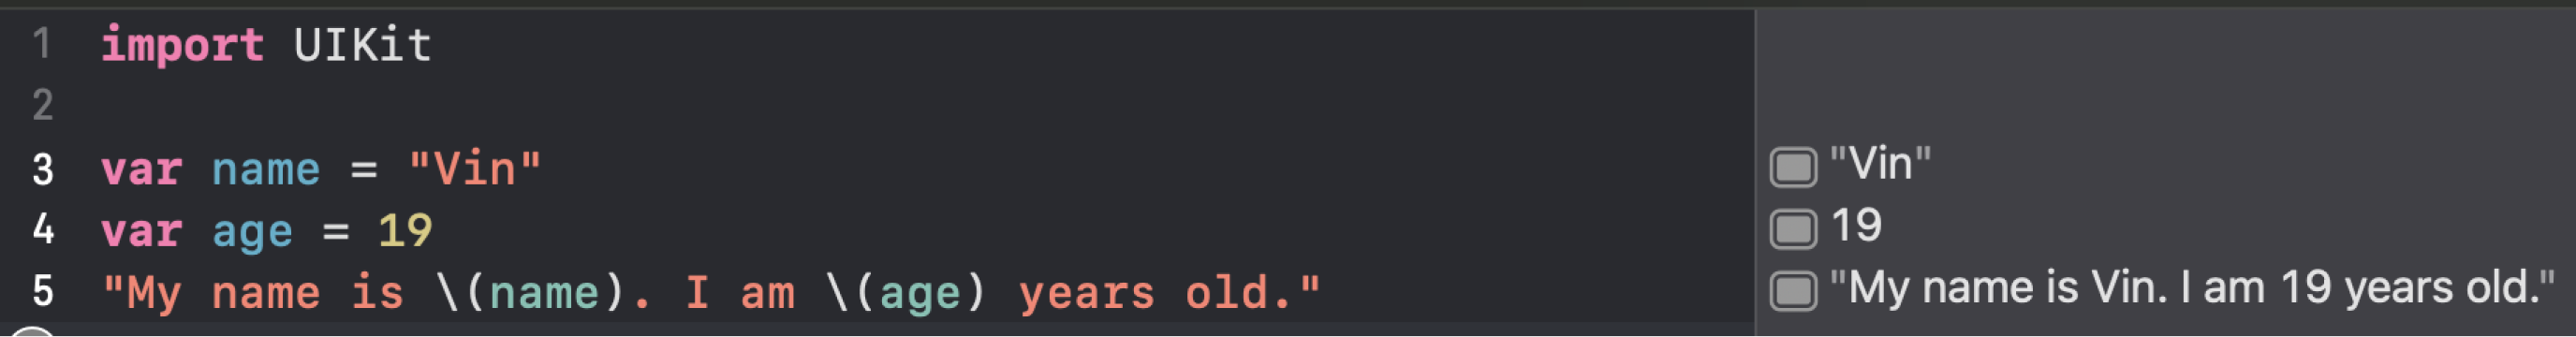 1 import UIKit
2
3 var name = "Vin" "Vin"
4 var age = 19 19
5 "My name is \(name). I am \(age) years old." "My name is Vin. I am 19 years old."